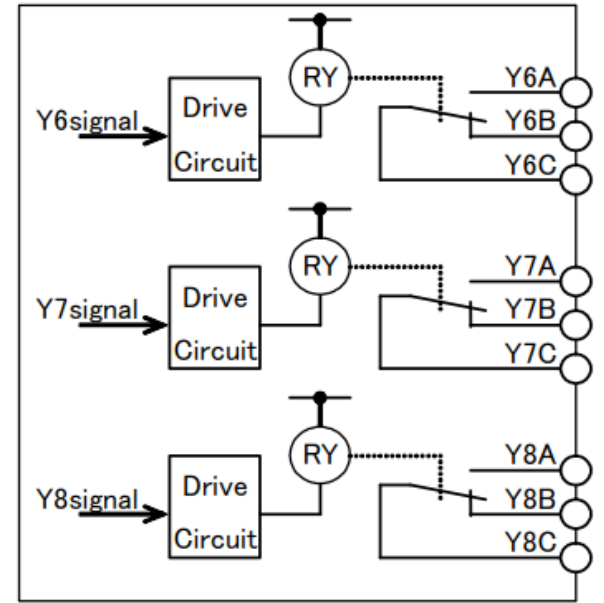 RY
Y6A
Drive
Y6signal
Y6B
Circuit
Y6C
RY
Y7A
Drive
Y7signal
Y7B
Circuit
Y7C
RY
Y8A
Drive
Y8signal
Y8B
Circuit
Y8C